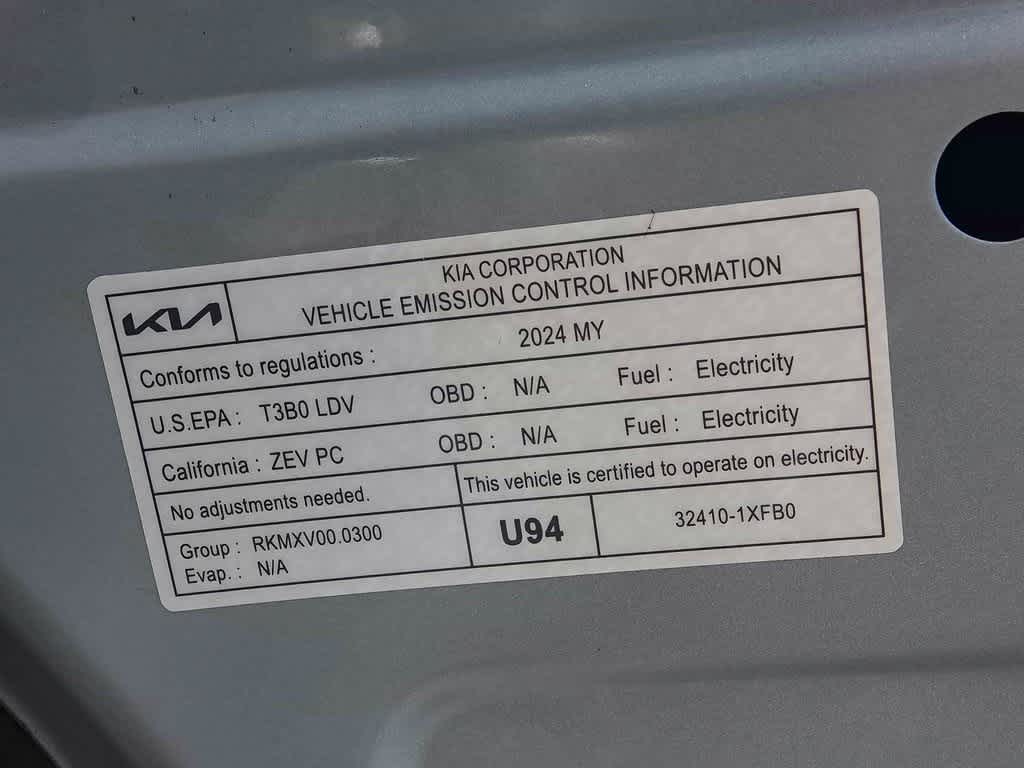 KIA
KIA CORPORATION
VEHICLE EMISSION CONTROL INFORMATION
Conforms to regulations : 2024 MY
U.S.EPA : T3B0 LDV OBD : N/A Fuel : Electricity
California : ZEV PC OBD : N/A Fuel : Electricity
No adjustments needed. This vehicle is certified to operate on electricity.
Group : RKMXV00.0300
Evap. : N/A
U94
32410-1XFB0